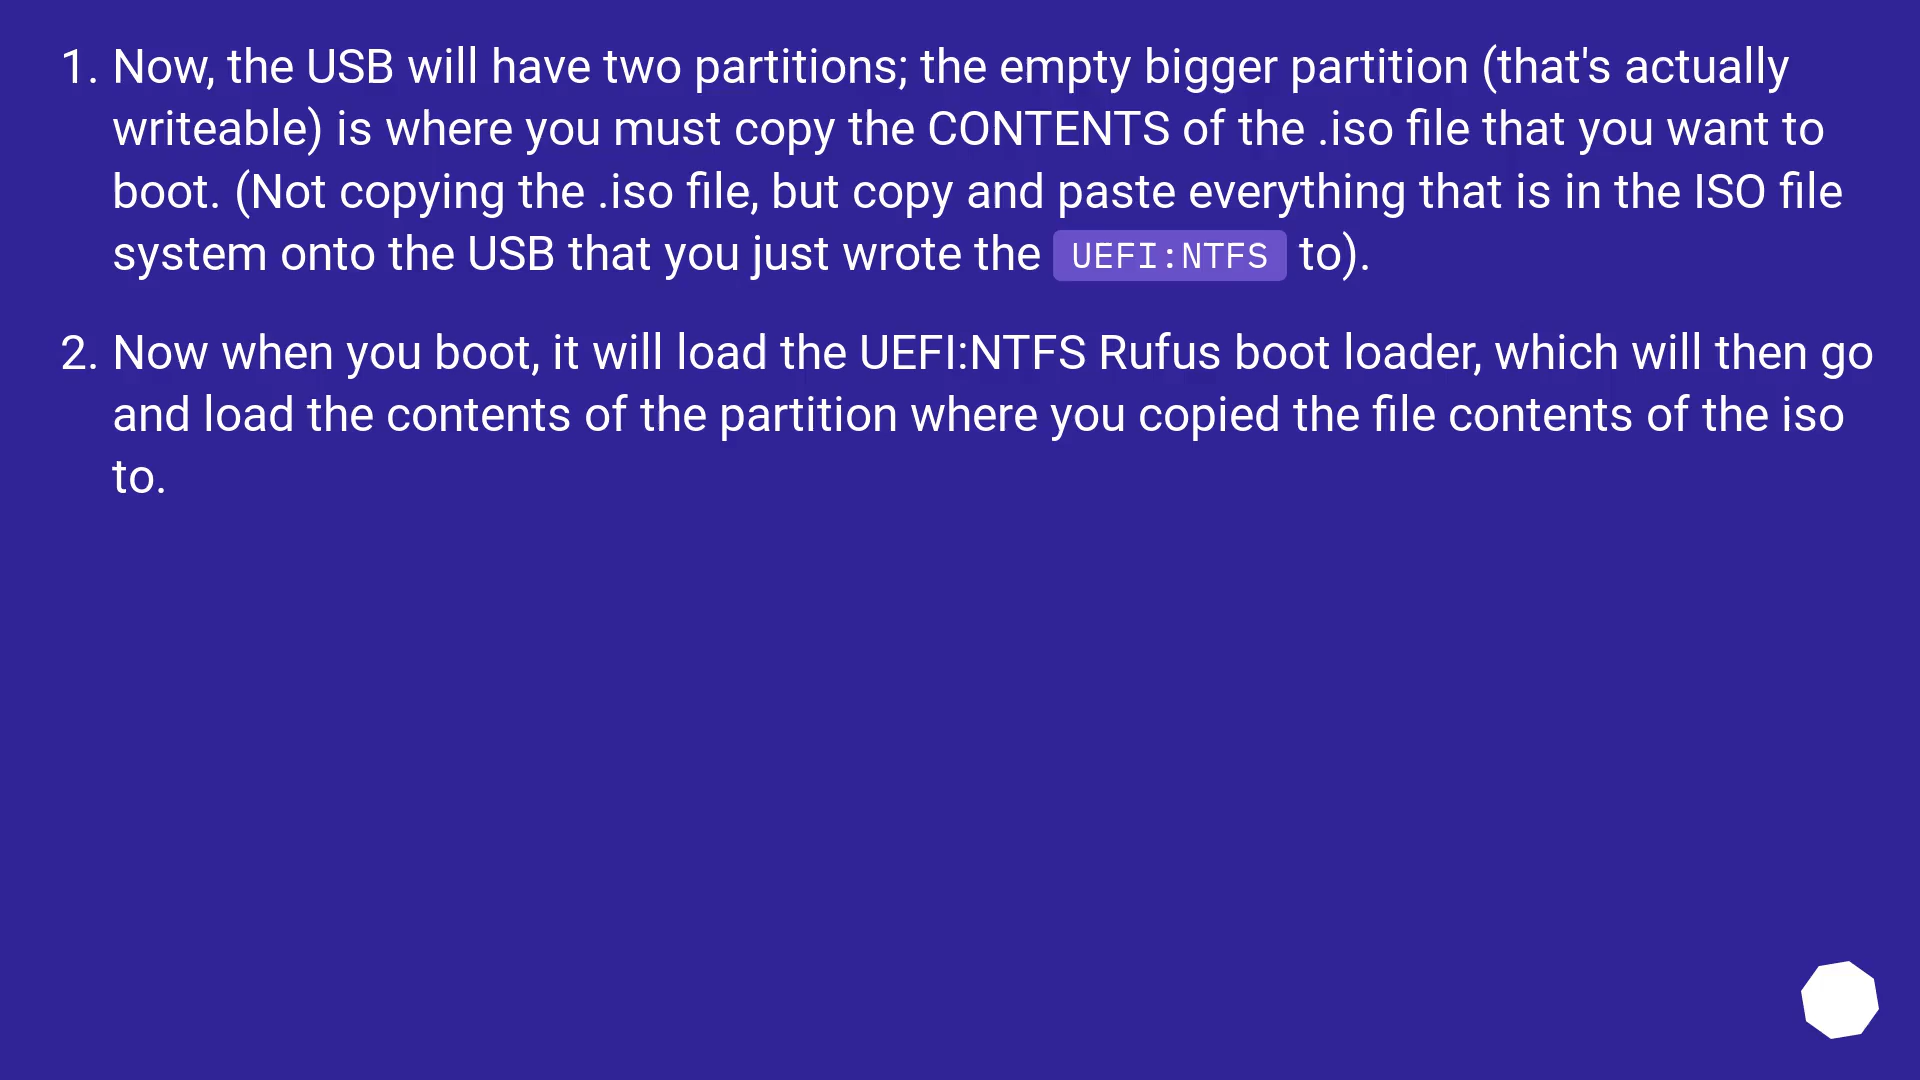 1. Now, the USB will have two partitions; the empty bigger partition (that's actually
writeable) is where you must copy the CONTENTS of the .iso file that you want to
boot. (Not copying the .iso file, but copy and paste everything that is in the ISO file
system onto the USB that you just wrote the UEFI:NTFS to).
2. Now when you boot, it will load the UEFI:NTFS Rufus boot loader, which will then go
and load the contents of the partition where you copied the file contents of the iso
to.